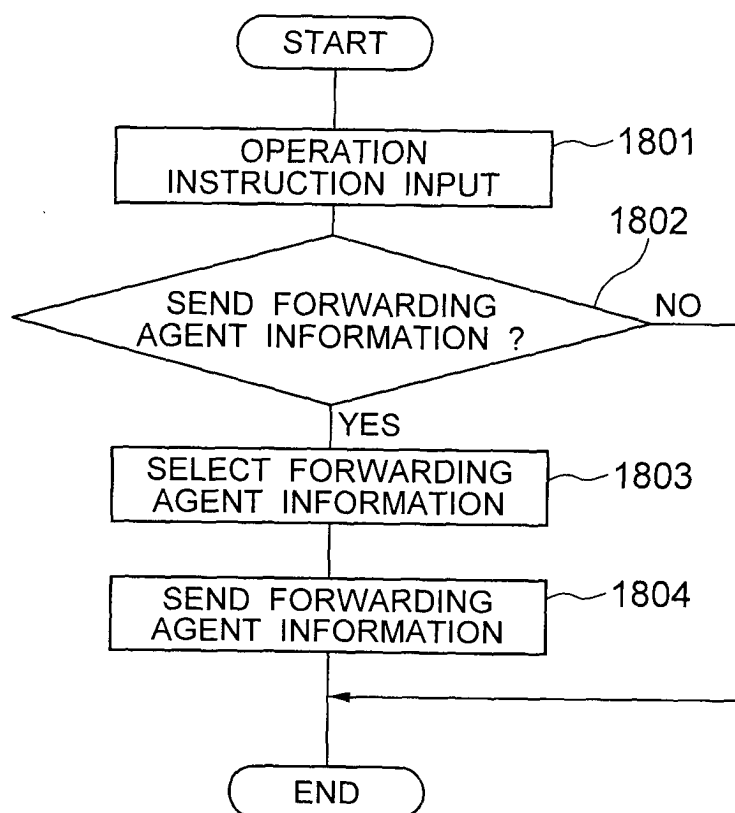 START
OPERATION
INSTRUCTION INPUT
1801
1802
SEND FORWARDING
AGENT INFORMATION ?
NO
YES
SELECT FORWARDING
AGENT INFORMATION
1803
SEND FORWARDING
AGENT INFORMATION
1804
END